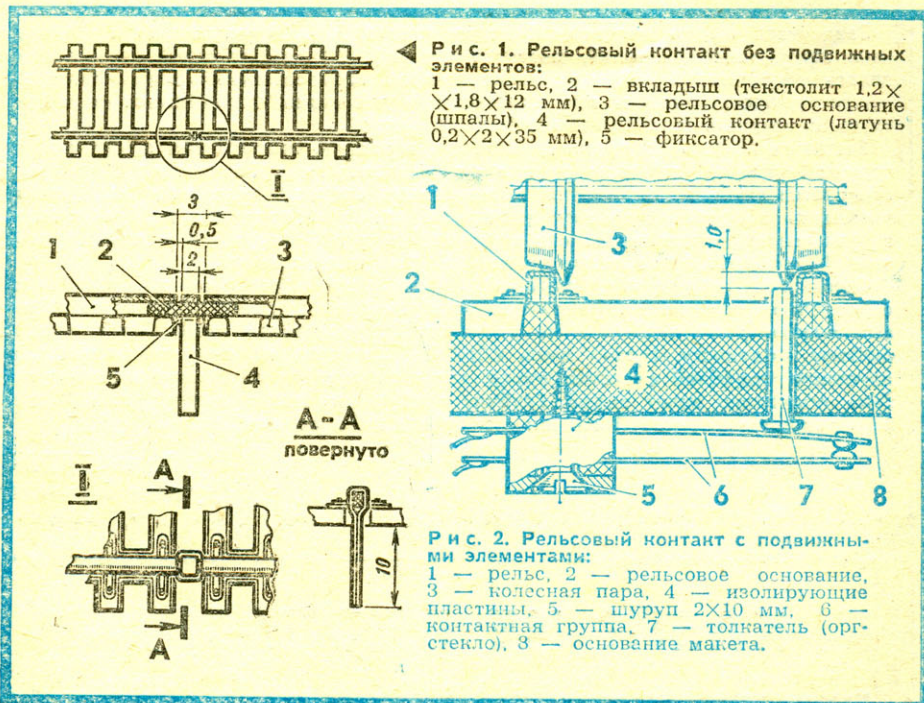 Рис. 1. Рельсовый контакт без подвижных
элементов:
1 — рельс, 2 — вкладыш (текстолит 1,2×
×1,8×12 мм), 3 — рельсовое основание
(шпалы), 4 — рельсовый контакт (латунь
0,2×2×35 мм), 5 — фиксатор.
I
3
0,5
2
1
2
3
5
4
А-А
повернуто
I
А
А
10
1
3
1,0
2
4
5
6
7
8
Рис. 2. Рельсовый контакт с подвижны-
ми элементами:
1 — рельс, 2 — рельсовое основание,
3 — колесная пара, 4 — изолирующие
пластины, 5 — шуруп 2×10 мм, 6 —
контактная группа, 7 — толкатель (орг-
стекло), 8 — основание макета.